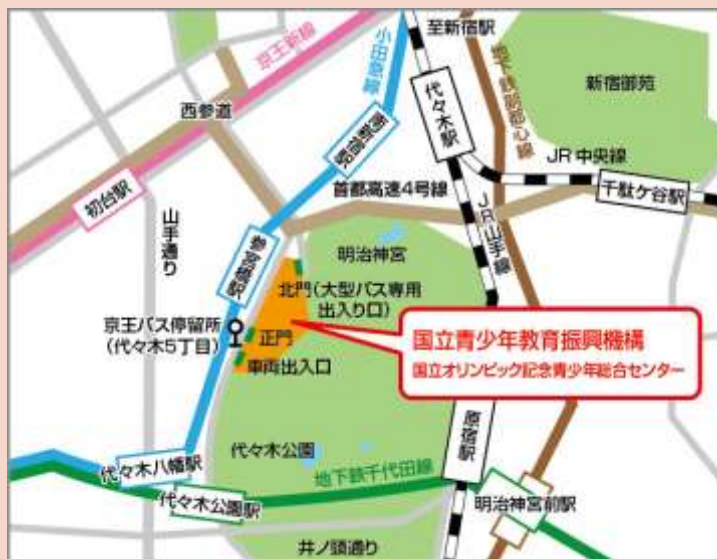 至新宿駅
小田急線
京王新線
地下鉄副都心線
新宿御苑
代々木駅
西参道
南新宿駅
JR中央線
千駄ケ谷駅
首都高速4号線
初台駅
山手通り
JR山手線
参宮橋駅
明治神宮
北門(大型バス専用
出入り口)
京王バス停留所
(代々木5丁目)
正門
車両出入口
国立青少年教育振興機構
国立オリンピック記念青少年総合センター
原宿駅
代々木公園
代々木八幡駅
地下鉄千代田線
代々木公園駅
明治神宮前駅
井ノ頭通り